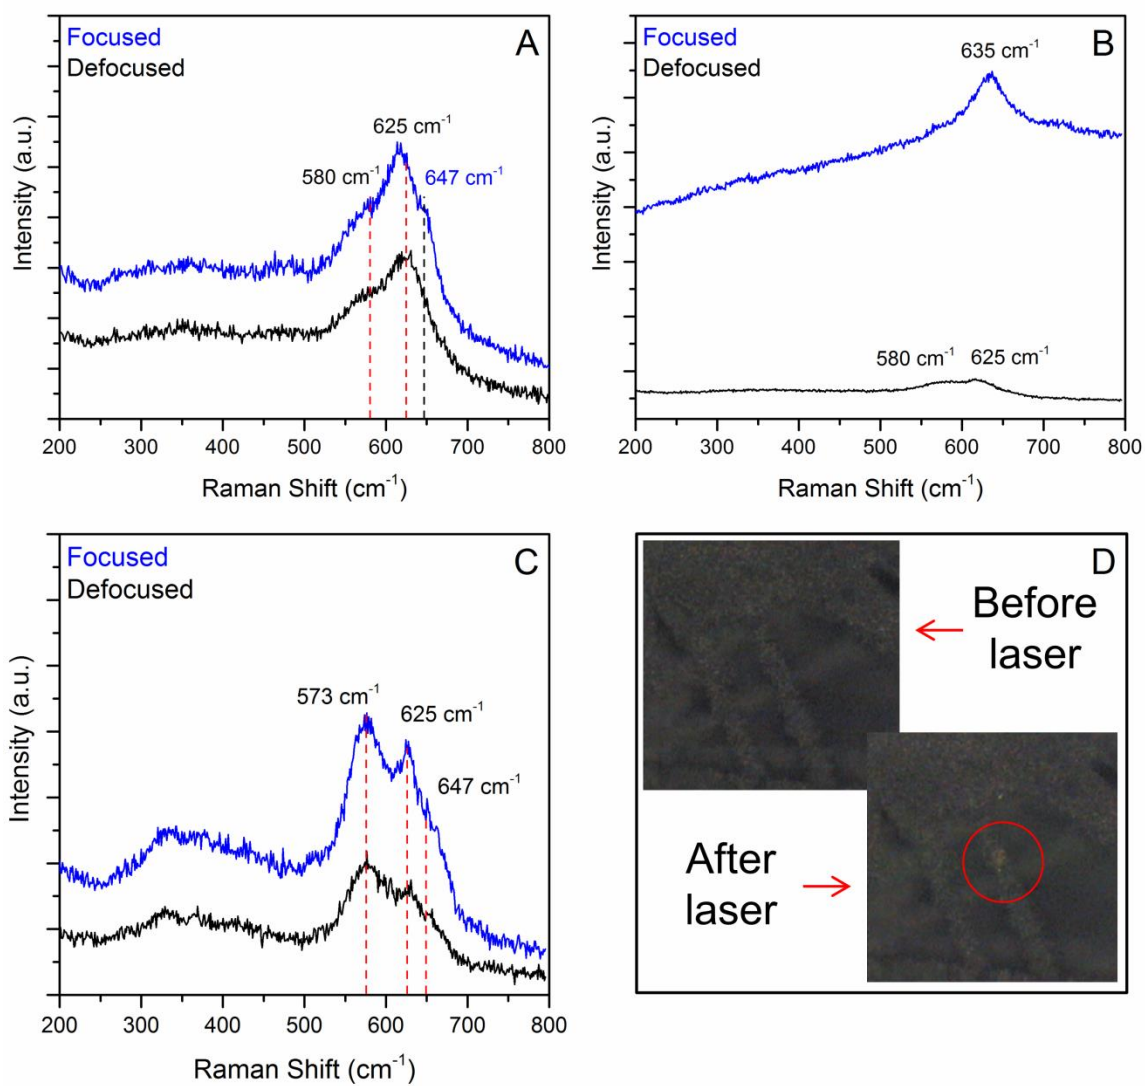 Focused
Defocused
A
625 cm⁻¹
580 cm⁻¹
647 cm⁻¹
Intensity (a.u.)
200 300 400 500 600 700 800
Raman Shift (cm⁻¹)
Focused
Defocused
B
635 cm⁻¹
580 cm⁻¹
625 cm⁻¹
Intensity (a.u.)
200 300 400 500 600 700 800
Raman Shift (cm⁻¹)
Focused
Defocused
C
573 cm⁻¹
625 cm⁻¹
647 cm⁻¹
Intensity (a.u.)
200 300 400 500 600 700 800
Raman Shift (cm⁻¹)
D
Before
laser
After
laser